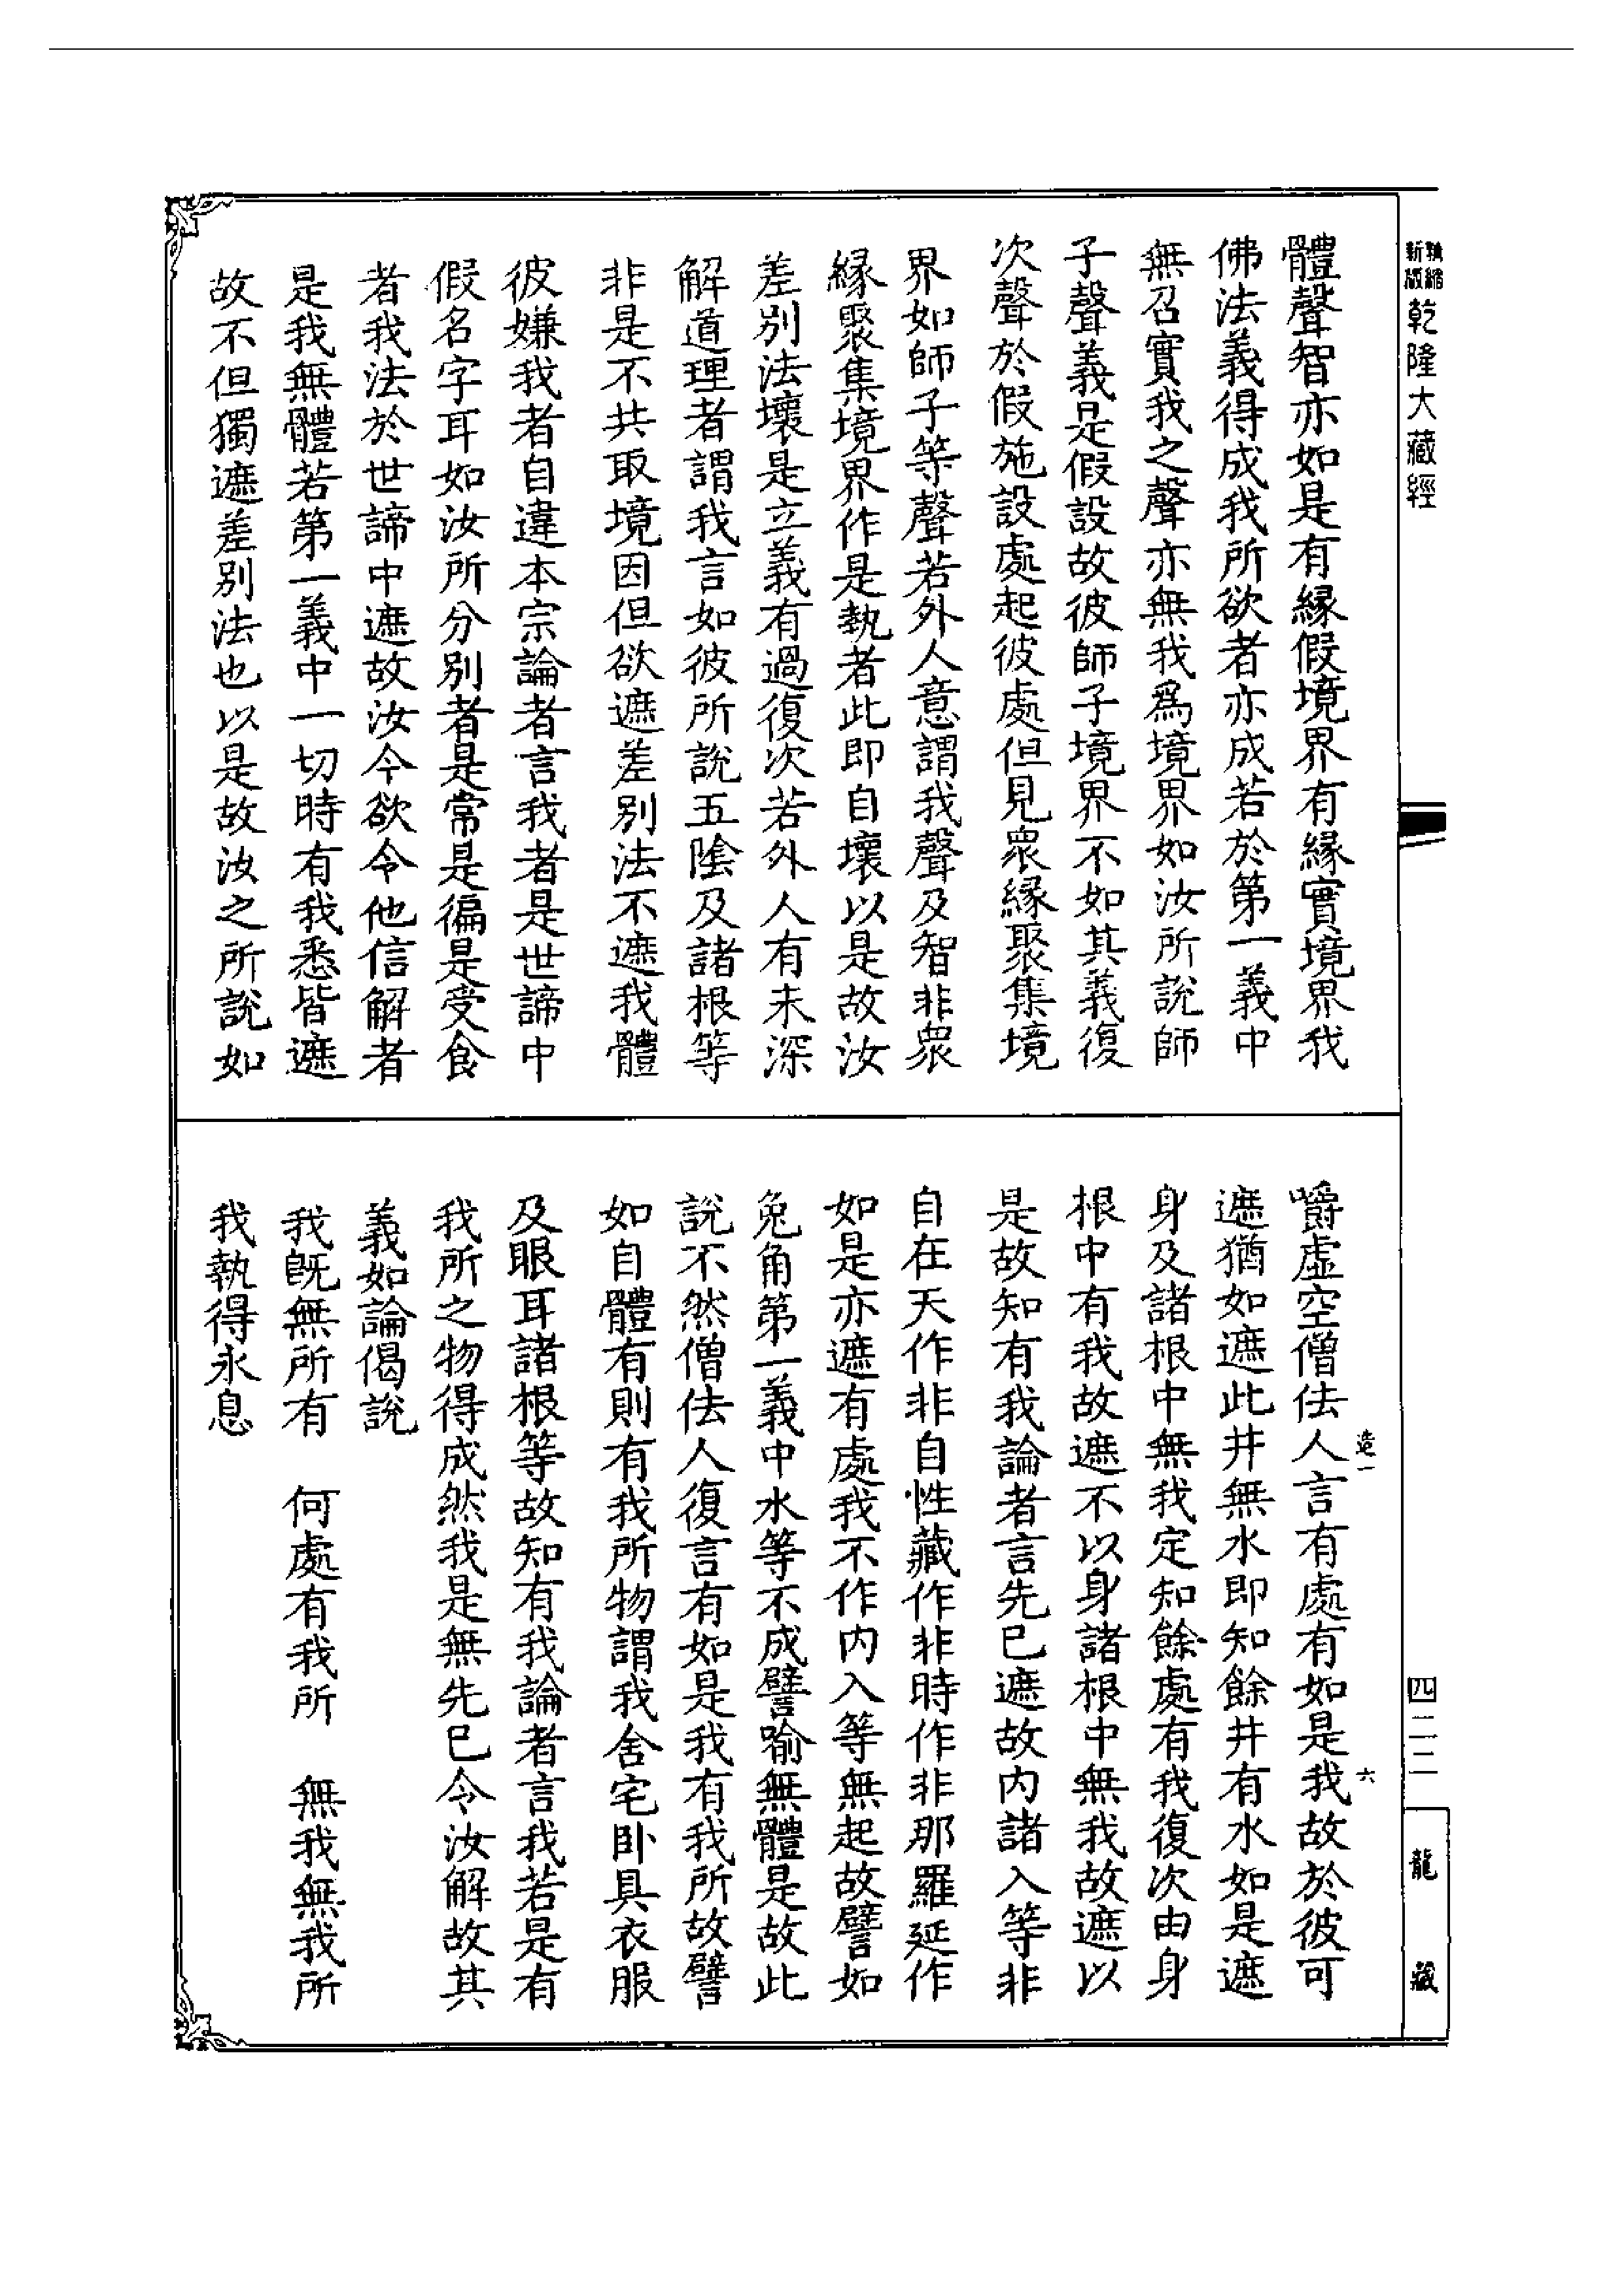 新版精縮乾隆大藏經
體聲智亦如是有緣假境界有緣實境界我
佛法義得成我所欲者亦成若於第一義中
無召實我之聲亦無我為境界如汝所說師
子聲義是假設故彼師子境界不如其義復
次聲於假施設處起彼處但見眾緣聚集境
界如師子等聲若外人意謂我聲及智非眾
緣聚集境界作是執者此即自壞以是故汝
差別法壞是立義有過復次若外人有未深
解道理者謂我言如彼所說五陰及諸根等
非是不共取境因但欲遮差別法不遮我體
彼嫌我者自違本宗論者言我者是世諦中
假名字耳如汝所分別者是常是徧是受食
者我法於世諦中遮故汝今欲令他信解者
是我無體若第一義中一切時有我悉皆遮
故不但獨遮差別法也以是故汝之所說如
嚼虛空僧佉人言有處有如是我故於彼可
遮猶如遮此井無水即知餘井有水如是遮
身及諸根中無我定知餘處有我復次由身
根中有我故遮不以身諸根中無我故遮以
是故知有我論者言先已遮故內諸入等非
自在天作非自性藏作非時作非那羅延作
如是亦遮有處我不作內入等無起故譬如
兔角第一義中水等不成譬喻無體是故此
說不然僧佉人復言有如是我有我所故譬
如自體有則有我所物謂我舍宅臥具衣服
及眼耳諸根等故知有我論者言我若是有
我所之物得成然我是無先已令汝解故其
義如論偈說
我既無所有　何處有我所　無我無我所
我執得永息
造一　六
四二二
龍藏